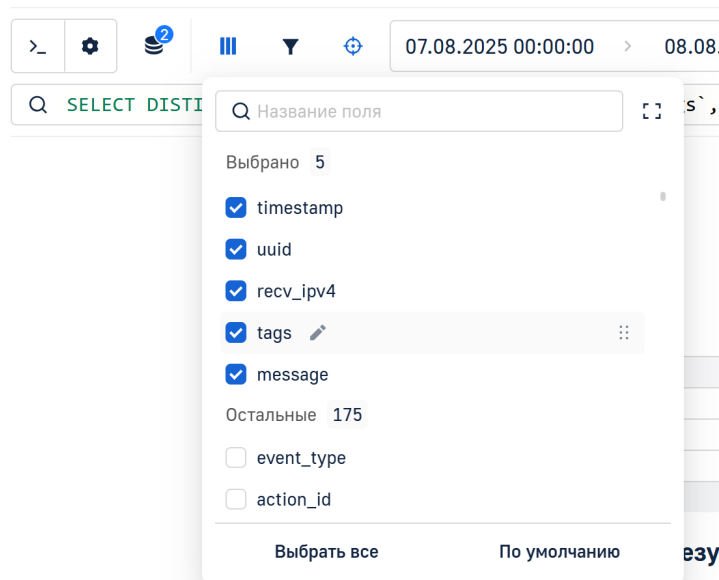 2
07.08.2025 00:00:00 > 08.08.
SELECT DISTI
s`,
Название поля
Выбрано 5
timestamp
uuid
recv_ipv4
tags
message
Остальные 175
event_type
action_id
Выбрать все По умолчанию
езу